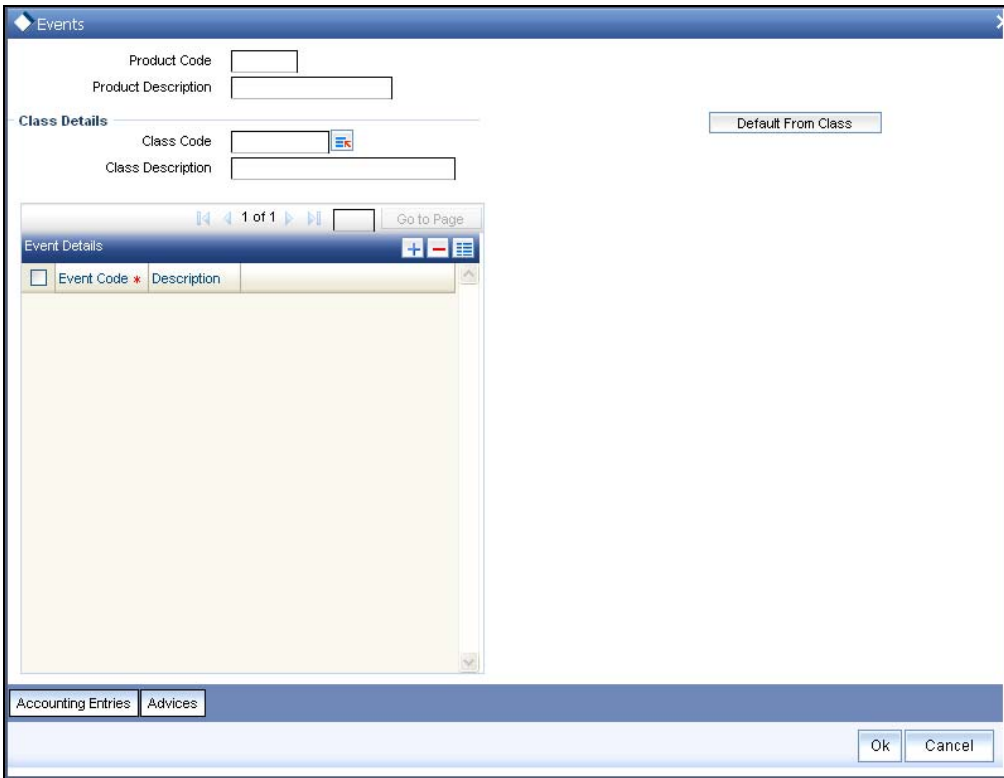 Events
Product Code
Product Description
Class Details
Default From Class
Class Code
Class Description
1 of 1 Go to Page
Event Details
Event Code * Description
Accounting Entries Advices
Ok Cancel